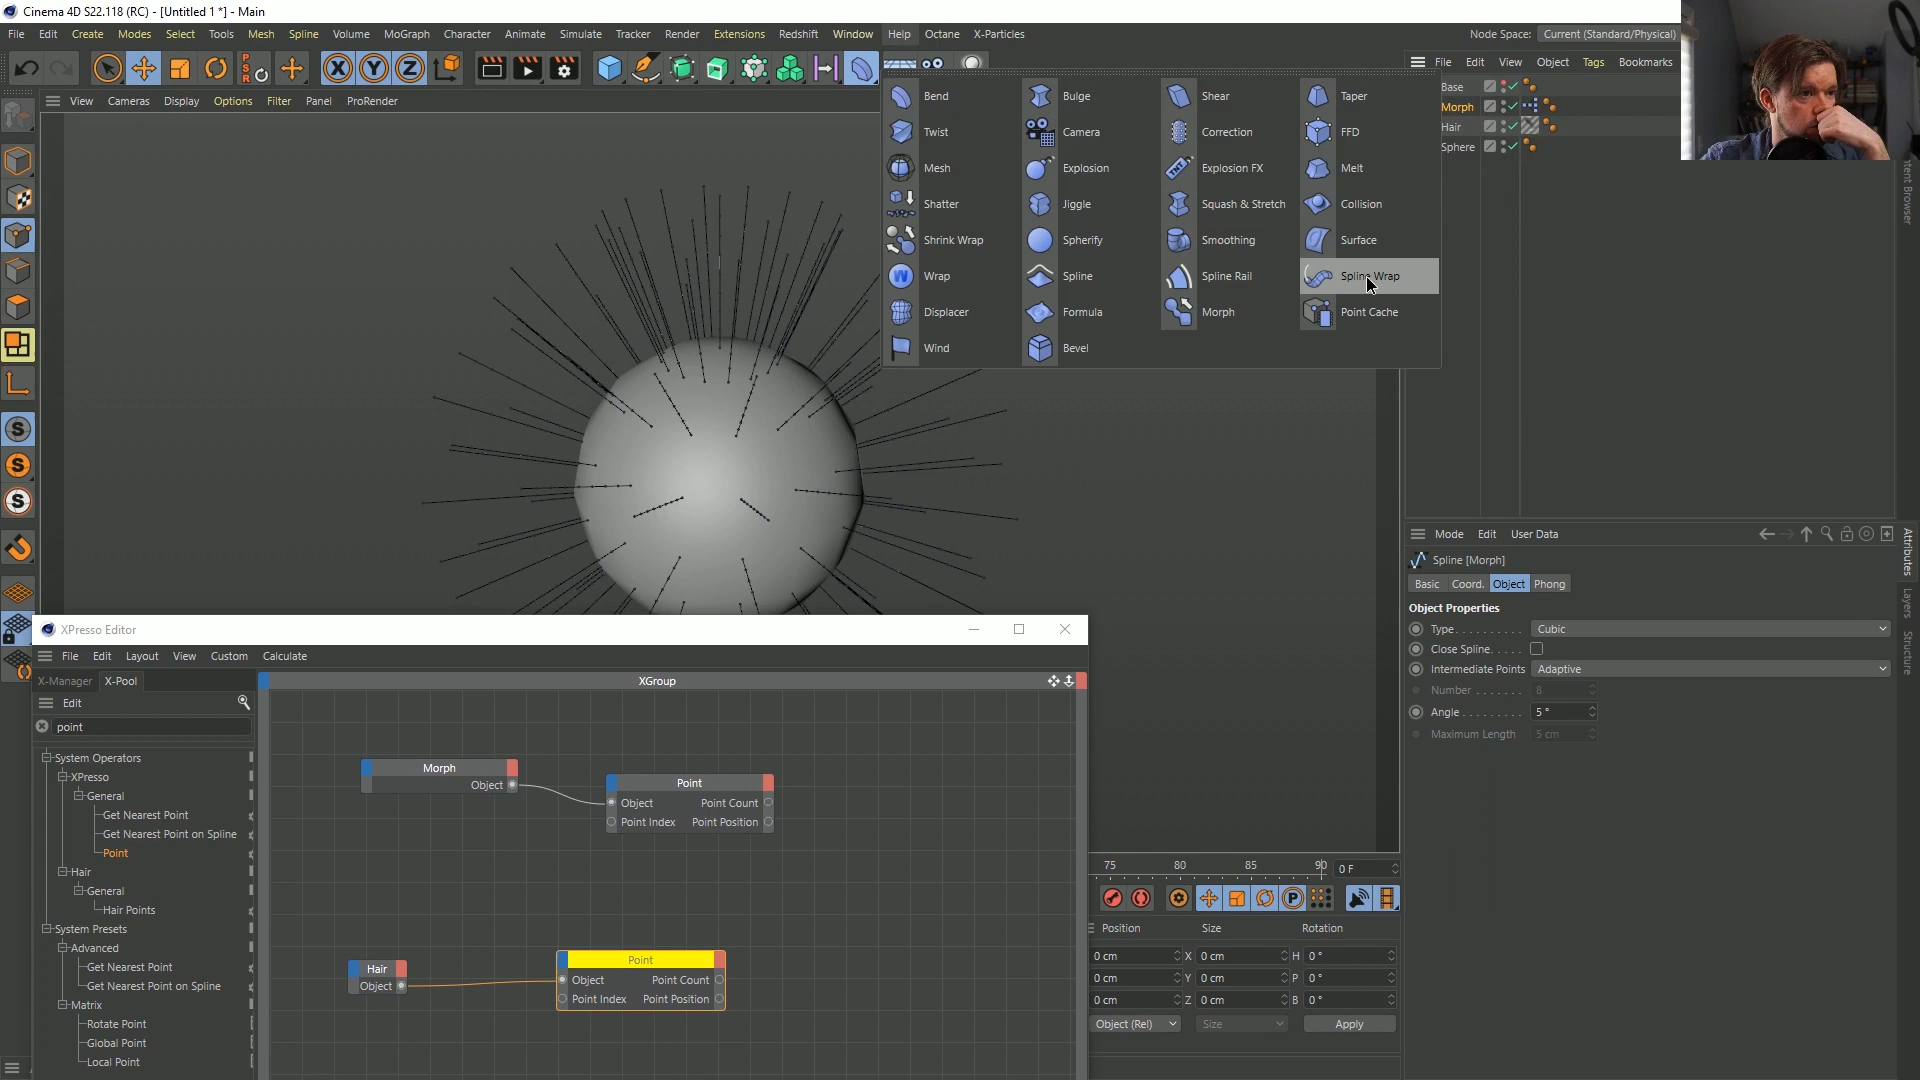 Cinema 4D S22.118 (RC) - [Untitled 1 *] - Main
File Edit Create Modes Select Tools Mesh Spline Volume MoGraph Character Animate Simulate Tracker Render Extensions Redshift Window Help Octane X-Particles
Node Space: Current (Standard/Physical)
PSR X Y Z
File Edit View Object Tags Bookmarks
View Cameras Display Options Filter Panel ProRender
Bend Bulge Shear Taper
Twist Camera Correction FFD
Mesh Explosion Explosion FX Melt
Shatter Jiggle Squash & Stretch Collision
Shrink Wrap Spherify Smoothing Surface
Wrap Spline Spline Rail Spline Wrap
Displacer Formula Morph Point Cache
Wind Bevel
Base
Morph
Hair
Sphere
Mode Edit User Data
Attributes
Layers
Structure
Spline [Morph]
Basic Coord. Object Phong
Object Properties
Type . . . . . . . . . . . Cubic
Close Spline. . . . .
Intermediate Points Adaptive
Number . . . . . . . 8
Angle . . . . . . . . . 5 °
Maximum Length 5 cm
XPresso Editor
File Edit Layout View Custom Calculate
X-Manager X-Pool
XGroup
Edit
point
System Operators
XPresso
General
Get Nearest Point
Get Nearest Point on Spline
Point
Hair
General
Hair Points
System Presets
Advanced
Get Nearest Point
Get Nearest Point on Spline
Matrix
Rotate Point
Global Point
Local Point
Morph
Object
Point
Object Point Count
Point Index Point Position
Hair
Object
Point
Object Point Count
Point Index Point Position
75 80 85 90 0 F
Position Size Rotation
0 cm X 0 cm H 0 °
0 cm Y 0 cm P 0 °
0 cm Z 0 cm B 0 °
Object (Rel) Size Apply